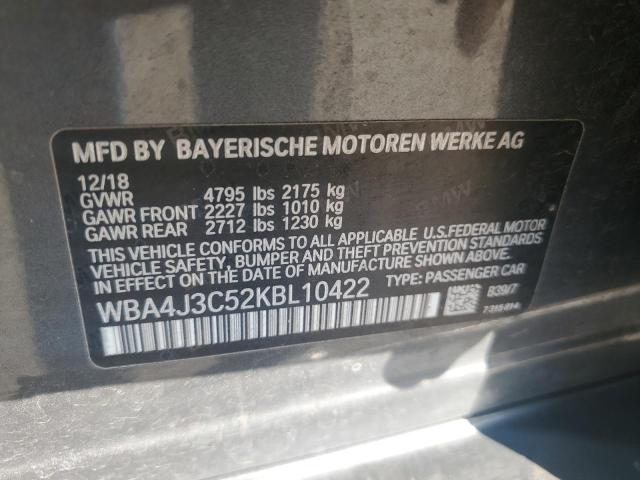 MFD BY BAYERISCHE MOTOREN WERKE AG
12/18
GVWR 4795 lbs 2175 kg
GAWR FRONT 2227 lbs 1010 kg
GAWR REAR 2712 lbs 1230 kg
THIS VEHICLE CONFORMS TO ALL APPLICABLE U.S.FEDERAL MOTOR
VEHICLE SAFETY, BUMPER AND THEFT PREVENTION STANDARDS
IN EFFECT ON THE DATE OF MANUFACTURE SHOWN ABOVE.
WBA4J3C52KBL10422 TYPE: PASSENGER CAR
B39/7